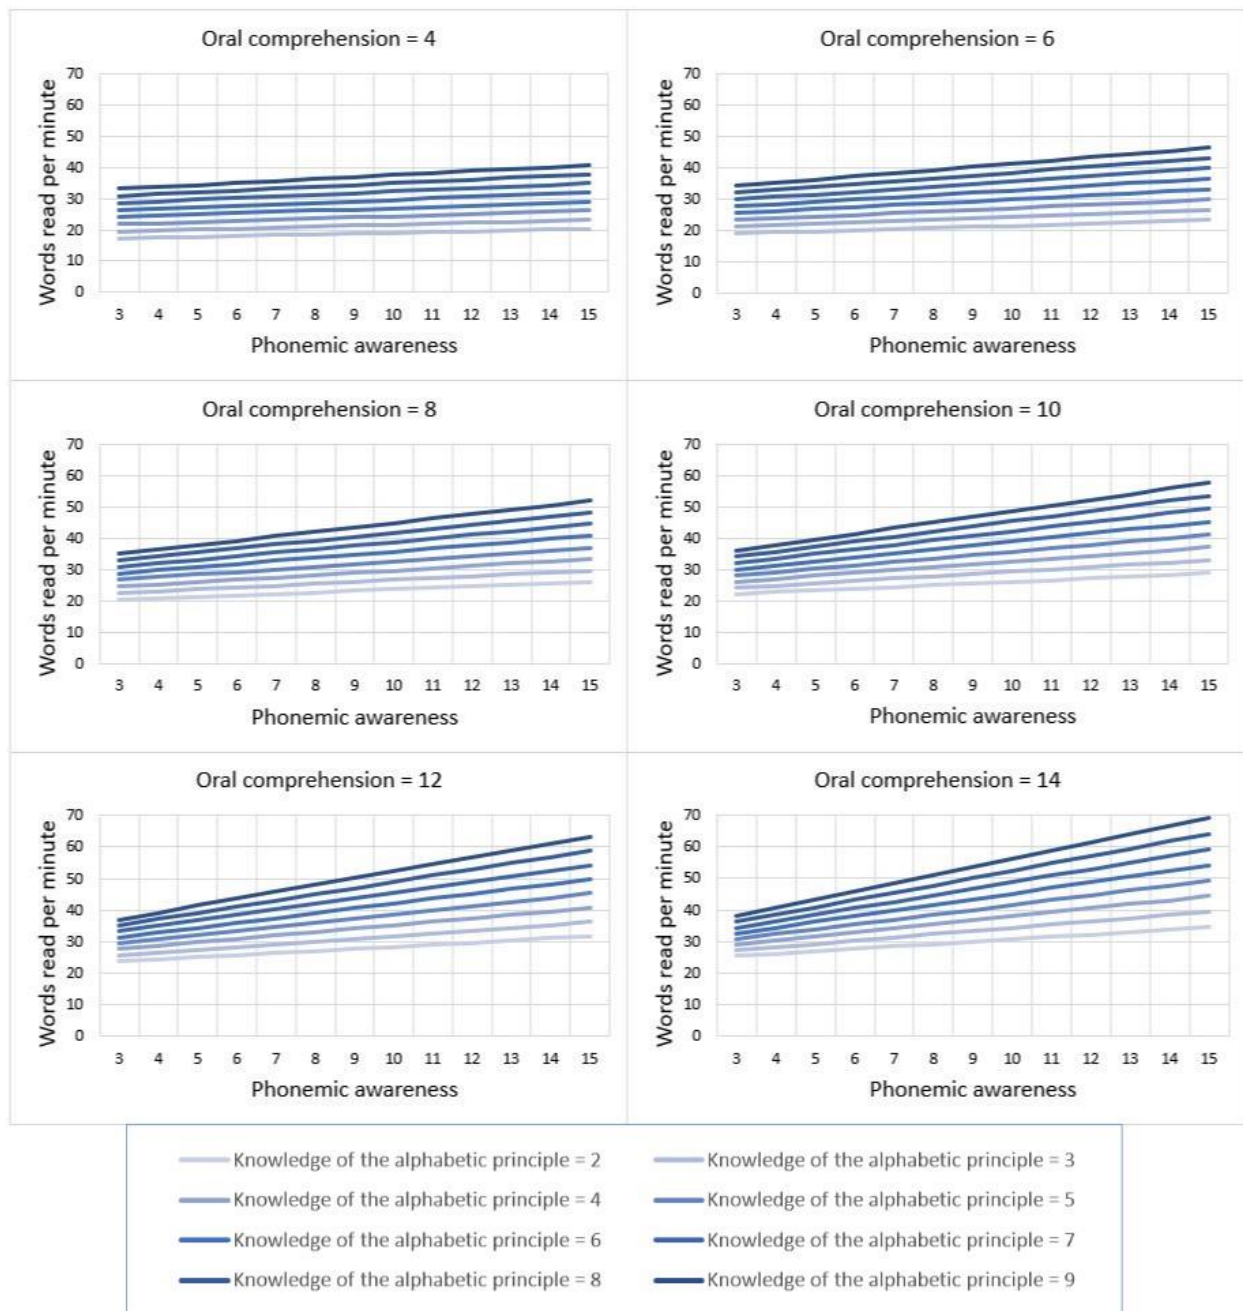 Oral comprehension = 4
Words read per minute
70
60
50
40
30
20
10
0
3 4 5 6 7 8 9 10 11 12 13 14 15
Phonemic awareness
Oral comprehension = 6
Words read per minute
70
60
50
40
30
20
10
0
3 4 5 6 7 8 9 10 11 12 13 14 15
Phonemic awareness
Oral comprehension = 8
Words read per minute
70
60
50
40
30
20
10
0
3 4 5 6 7 8 9 10 11 12 13 14 15
Phonemic awareness
Oral comprehension = 10
Words read per minute
70
60
50
40
30
20
10
0
3 4 5 6 7 8 9 10 11 12 13 14 15
Phonemic awareness
Oral comprehension = 12
Words read per minute
70
60
50
40
30
20
10
0
3 4 5 6 7 8 9 10 11 12 13 14 15
Phonemic awareness
Oral comprehension = 14
Words read per minute
70
60
50
40
30
20
10
0
3 4 5 6 7 8 9 10 11 12 13 14 15
Phonemic awareness
Knowledge of the alphabetic principle = 2
Knowledge of the alphabetic principle = 3
Knowledge of the alphabetic principle = 4
Knowledge of the alphabetic principle = 5
Knowledge of the alphabetic principle = 6
Knowledge of the alphabetic principle = 7
Knowledge of the alphabetic principle = 8
Knowledge of the alphabetic principle = 9